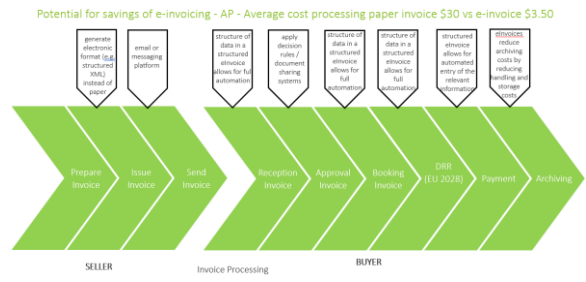 Potential for savings of e-invoicing - AP - Average cost processing paper invoice $30 vs e-invoice $3.50
generate
electronic
format (e.g.
structured
XML)
instead of
paper
email or
messaging
platform
structure of
data in a
structured
eInvoice
allows for full
automation
apply
decision
rules /
document
sharing
systems
structure of
data in a
structured
eInvoice
allows for
full
automation
structure of
data in a
structured
eInvoice
allows for
full
automation
structured
eInvoice
allows for
automated
entry of the
relevant
information
eInvoices
reduce
archiving
costs by
reducing
handling and
storage
costs
Prepare
Invoice
Issue
Invoice
Send
Invoice
Reception
Invoice
Approval
Invoice
Booking
Invoice
DRR
(EU 2028)
Payment
Archiving
SELLER
Invoice Processing
BUYER